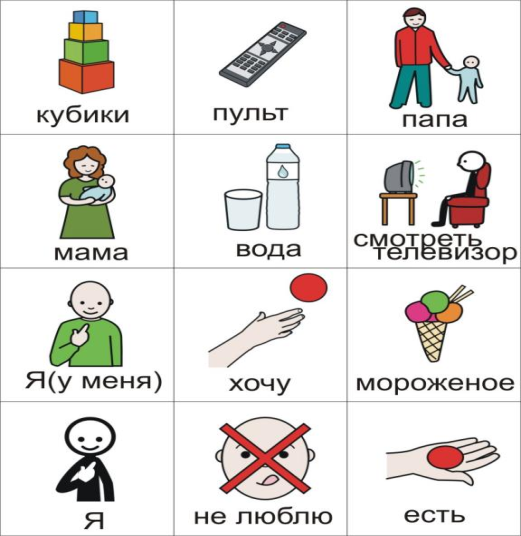 кубики
пульт
папа
мама
вода
смотреть
телевизор
Я(у меня)
хочу
мороженое
Я
не люблю
есть